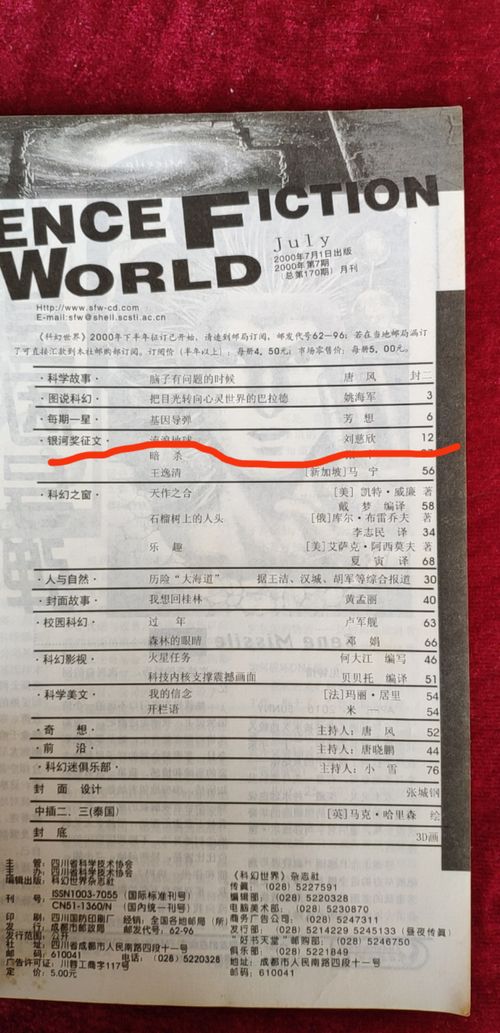 ENCE FICTION
WORLD
July
2000年7月1日出版
2000年第7期
(总第170期) 月刊
Http://www.sfw-cd.com
E-mail:sfw@shell.scsti.ac.cn
《科幻世界》2000年下半年征订已开始,请速到邮局订阅,邮发代号62-96;若在当地邮局漏订
了可直接汇款到本社邮购部订阅。订阅价(半年以上):每册4.50元;市场零售价:每册5.00元。
·科学故事· 脑子有问题的时候 唐 风 封二
·图说科幻· 把目光转向心灵世界的巴拉德 姚海军 3
·每期一星· 基因导弹 芳 想 6
·银河奖征文· 流浪地球 刘慈欣 12
暗 杀
王逸清 [新加坡]马 宁 56
·科幻之窗· 天作之合 [美] 凯特·威廉 著
戴 梦 编译 58
石榴树上的人头 [俄]库尔·布雷乔夫 著
李志民 译 34
乐 趣 [美]艾萨克·阿西莫夫 著
夏 寅 译 68
·人与自然· 历险“大海道” 据王洁、汉城、胡军等综合报道 30
·封面故事· 我想回桂林 黄孟丽 40
·校园科幻· 过 年 卢军舰 63
森林的眼睛 邓 娟 66
·科幻影视· 火星任务 何大江 编写 46
科技内核支撑震撼画面 贝贝托 编译 51
·科学美文· 我的信念 [法]玛丽·居里 54
开栏语 米 一 54
·奇 想· 主持人:唐 风 52
·前 沿· 主持人:唐晓鹏 44
·科幻迷俱乐部· 主持人:小 雪 76
封 面 设计 张城钢
中插二、三(泰国) [英]马克·哈里森 绘
封 底 3D画
主 管:四川省科学技术协会
主 办:四川省科学技术协会
编辑出版:科幻世界杂志社
刊 号:ISSN1003-7055(国际标准刊号)
CN51-1360/N(国内统一刊号)
印 刷:四川国防印刷厂 经销:全国各地邮局(所)
发 行:成都市邮政局 邮发代号:62-96
发行范围:公开
社 址:四川省成都市人民南路四段十一号
邮 码:610041 电话:(028)5220328
广告许可证:川蓉工商字117号
定 价:5.00元
《科幻世界》杂志社
传真:(028)5227591
编辑部:(028)5220328
电脑美术部:(028)5230870
商务广告公司:(028)5247311
发行部:(028)5214229 5245133(昼夜传真)
“好书天堂”邮购部:(028)5246750
俱乐部:(028)5221849
地址:成都市人民南路四段十一号
邮码:610041